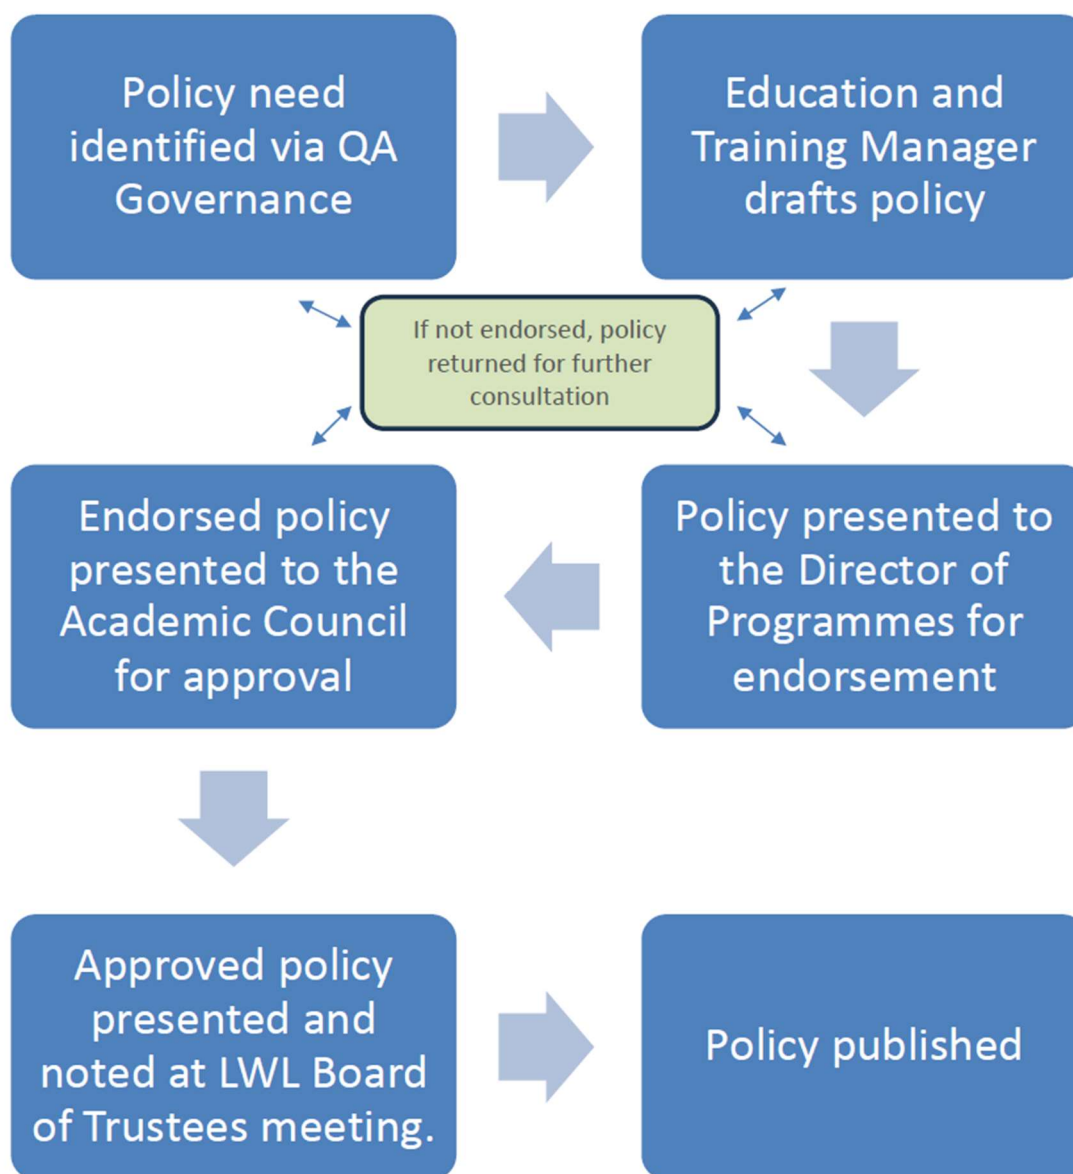 Policy need
identified via QA
Governance
Education and
Training Manager
drafts policy
If not endorsed, policy
returned for further
consultation
Policy presented to
the Director of
Programmes for
endorsement
Endorsed policy
presented to the
Academic Council
for approval
Approved policy
presented and
noted at LWL Board
of Trustees meeting.
Policy published